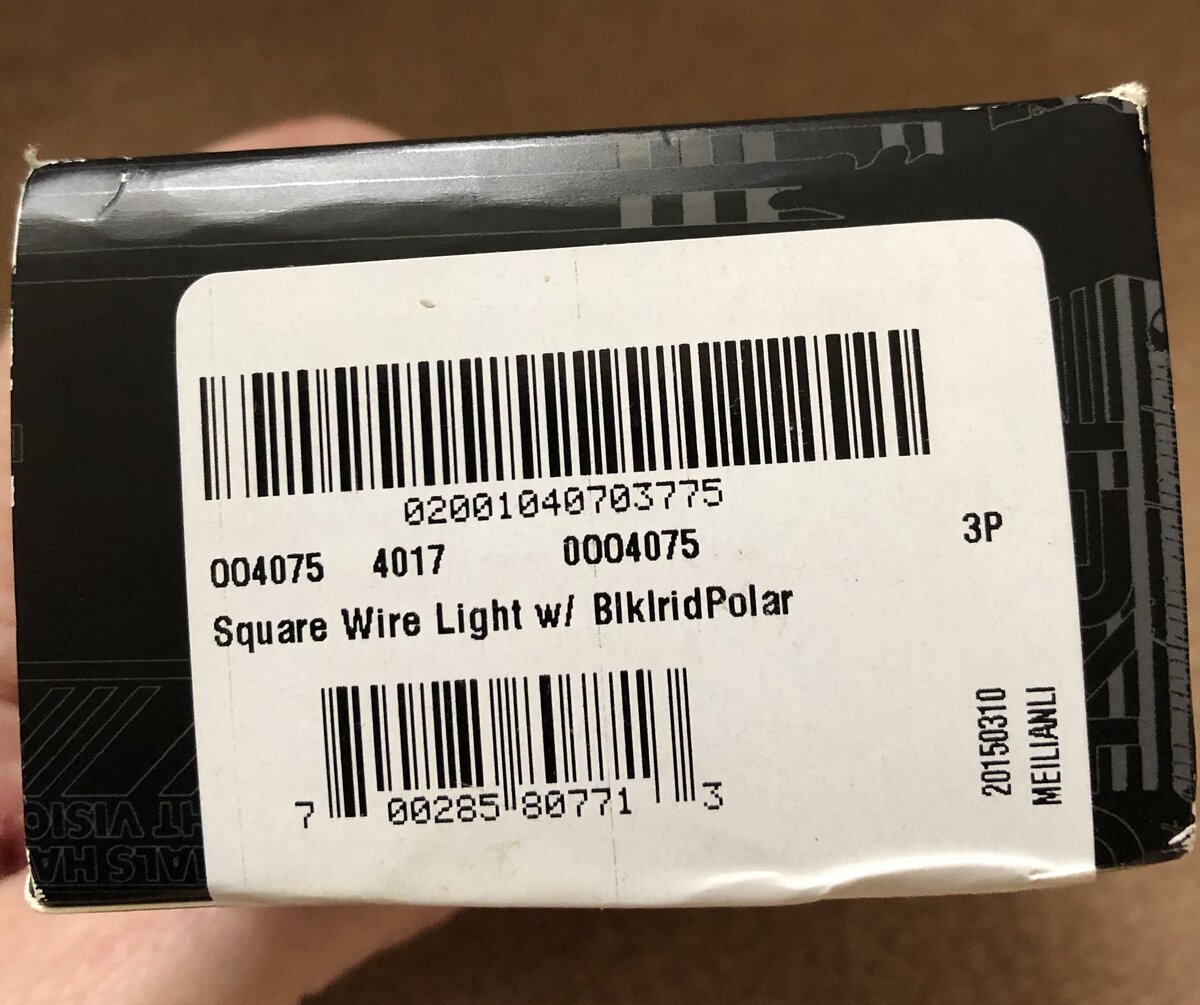 02001040703775
004075 4017 0004075 3P
Square Wire Light w/ BlkIridPolar
7 00285 80771 3
20150310
MEILIANLI